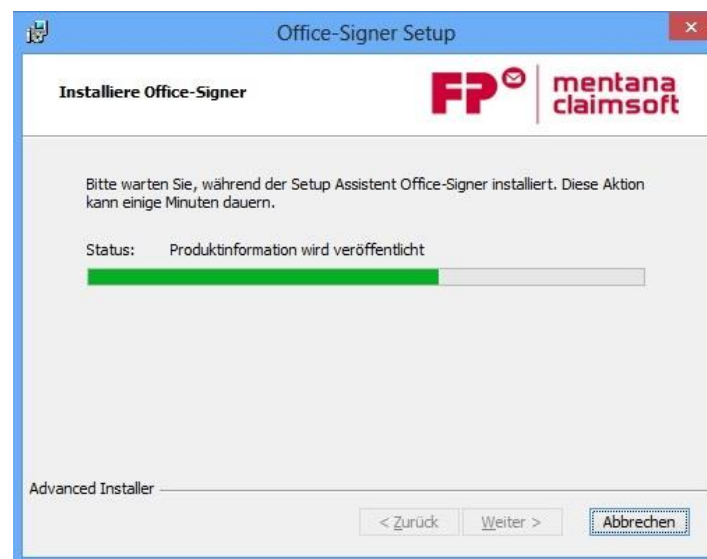 Office-Signer Setup
Installiere Office-Signer
FP
mentana
claimsoft
Bitte warten Sie, während der Setup Assistent Office-Signer installiert. Diese Aktion
kann einige Minuten dauern.
Status: Produktinformation wird veröffentlicht
Advanced Installer
< Zurück Weiter > Abbrechen